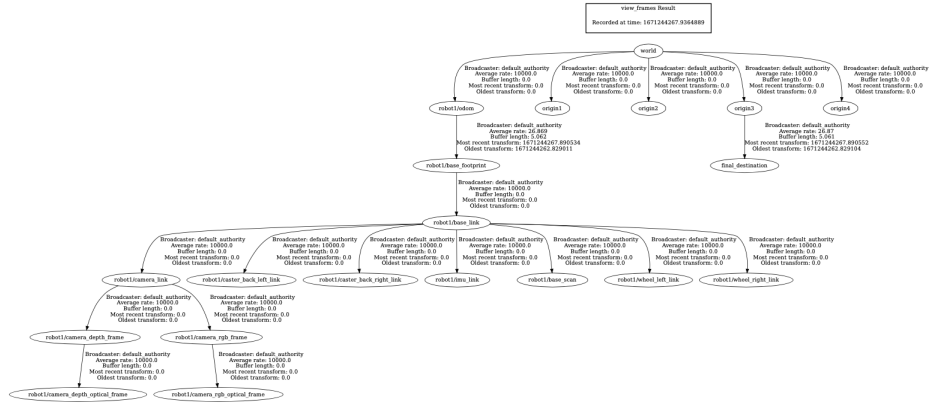 view_frames Result
Recorded at time: 1671244267.9364889
world
Broadcaster: default_authority
Average rate: 10000.0
Buffer length: 0.0
Most recent transform: 0.0
Oldest transform: 0.0
Broadcaster: default_authority
Average rate: 10000.0
Buffer length: 0.0
Most recent transform: 0.0
Oldest transform: 0.0
Broadcaster: default_authority
Average rate: 10000.0
Buffer length: 0.0
Most recent transform: 0.0
Oldest transform: 0.0
Broadcaster: default_authority
Average rate: 10000.0
Buffer length: 0.0
Most recent transform: 0.0
Oldest transform: 0.0
Broadcaster: default_authority
Average rate: 10000.0
Buffer length: 0.0
Most recent transform: 0.0
Oldest transform: 0.0
robot1/odom
origin1
origin2
origin3
origin4
Broadcaster: default_authority
Average rate: 26.869
Buffer length: 5.062
Most recent transform: 1671244267.890534
Oldest transform: 1671244262.829011
Broadcaster: default_authority
Average rate: 26.87
Buffer length: 5.061
Most recent transform: 1671244267.890552
Oldest transform: 1671244262.829104
robot1/base_footprint
final_destination
Broadcaster: default_authority
Average rate: 10000.0
Buffer length: 0.0
Most recent transform: 0.0
Oldest transform: 0.0
robot1/base_link
Broadcaster: default_authority
Average rate: 10000.0
Buffer length: 0.0
Most recent transform: 0.0
Oldest transform: 0.0
Broadcaster: default_authority
Average rate: 10000.0
Buffer length: 0.0
Most recent transform: 0.0
Oldest transform: 0.0
Broadcaster: default_authority
Average rate: 10000.0
Buffer length: 0.0
Most recent transform: 0.0
Oldest transform: 0.0
Broadcaster: default_authority
Average rate: 10000.0
Buffer length: 0.0
Most recent transform: 0.0
Oldest transform: 0.0
Broadcaster: default_authority
Average rate: 10000.0
Buffer length: 0.0
Most recent transform: 0.0
Oldest transform: 0.0
Broadcaster: default_authority
Average rate: 10000.0
Buffer length: 0.0
Most recent transform: 0.0
Oldest transform: 0.0
Broadcaster: default_authority
Average rate: 10000.0
Buffer length: 0.0
Most recent transform: 0.0
Oldest transform: 0.0
robot1/camera_link
robot1/caster_back_left_link
robot1/caster_back_right_link
robot1/imu_link
robot1/base_scan
robot1/wheel_left_link
robot1/wheel_right_link
Broadcaster: default_authority
Average rate: 10000.0
Buffer length: 0.0
Most recent transform: 0.0
Oldest transform: 0.0
Broadcaster: default_authority
Average rate: 10000.0
Buffer length: 0.0
Most recent transform: 0.0
Oldest transform: 0.0
robot1/camera_depth_frame
robot1/camera_rgb_frame
Broadcaster: default_authority
Average rate: 10000.0
Buffer length: 0.0
Most recent transform: 0.0
Oldest transform: 0.0
Broadcaster: default_authority
Average rate: 10000.0
Buffer length: 0.0
Most recent transform: 0.0
Oldest transform: 0.0
robot1/camera_depth_optical_frame
robot1/camera_rgb_optical_frame